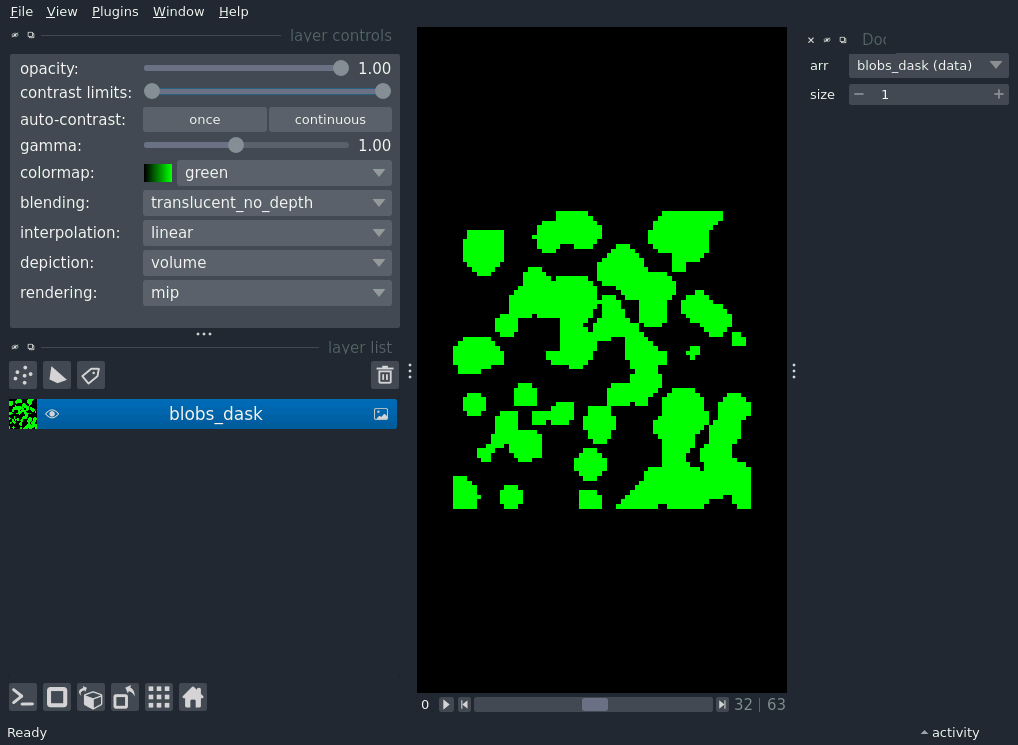 File View Plugins Window Help
layer controls
opacity: 1.00
contrast limits:
auto-contrast: once continuous
gamma: 1.00
colormap: green
blending: translucent_no_depth
interpolation: linear
depiction: volume
rendering: mip
layer list
blobs_dask
arr blobs_dask (data)
size 1
0 32 | 63
Ready
activity